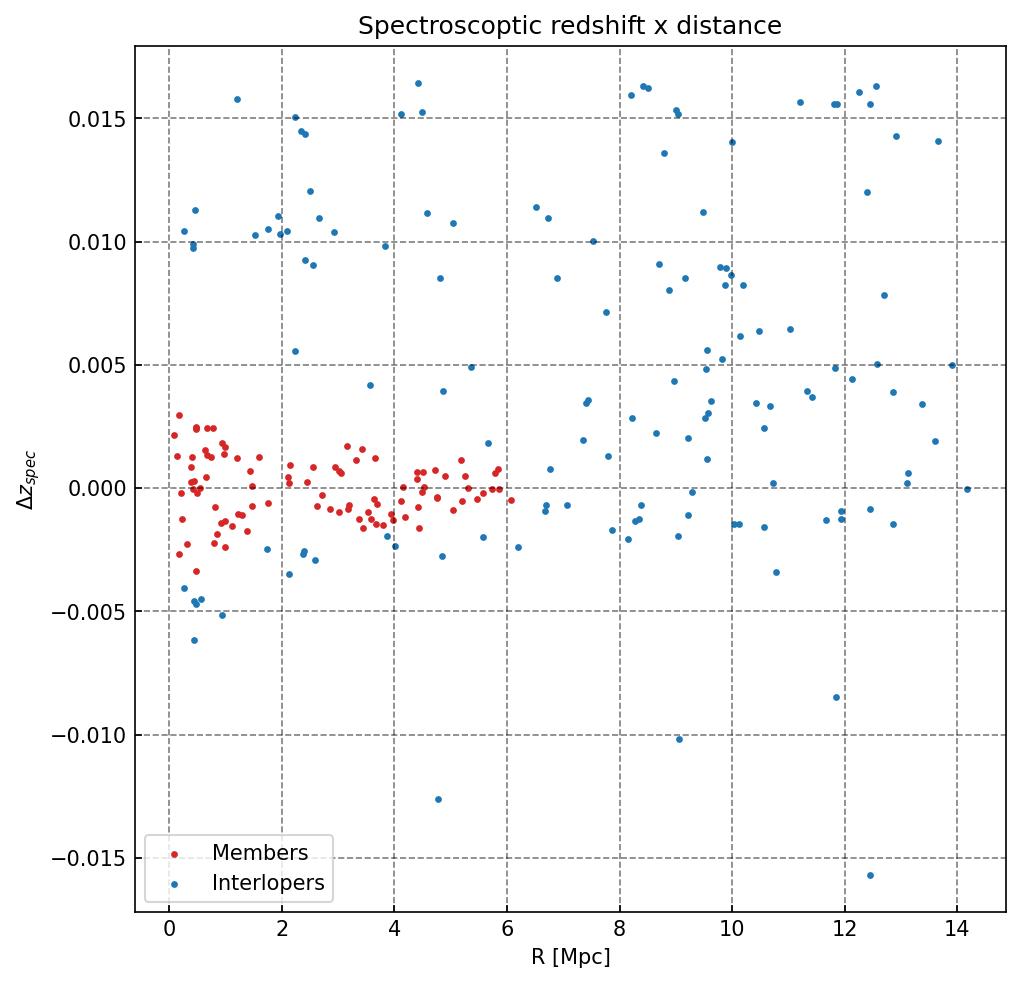 Spectroscoptic redshift x distance
0.015
0.010
0.005
0.000
−0.005
−0.010
−0.015
Δz_spec
Members
Interlopers
0 2 4 6 8 10 12 14
R [Mpc]